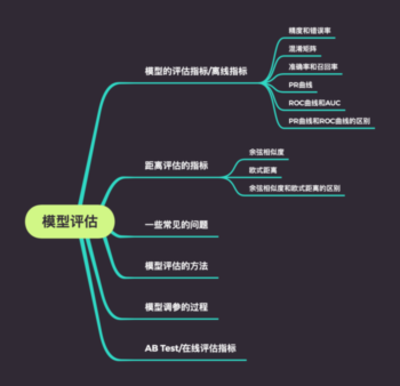 模型评估
模型的评估指标/离线指标
精度和错误率
混淆矩阵
准确率和召回率
PR曲线
ROC曲线和AUC
PR曲线和ROC曲线的区别
距离评估的指标
余弦相似度
欧式距离
余弦相似度和欧式距离的区别
一些常见的问题
模型评估的方法
模型调参的过程
AB Test/在线评估指标